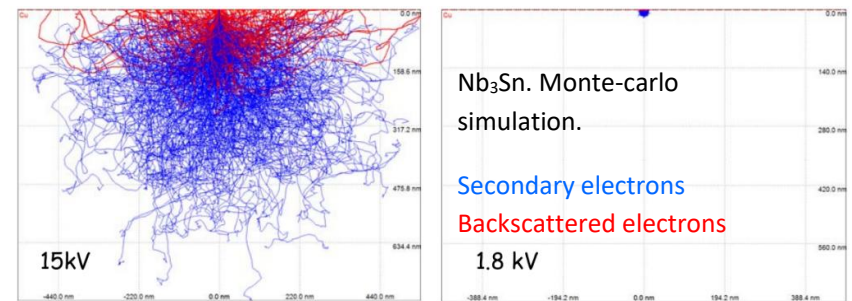 Cu
0.0 nm
158.6 nm
317.2 nm
475.8 nm
634.4 nm
15kV
-440.0 nm
-220.0 nm
0.0 nm
220.0 nm
440.0 nm
Cu
0.0 nm
140.0 nm
280.0 nm
420.0 nm
560.0 nm
Nb₃Sn. Monte-carlo
simulation.
Secondary electrons
Backscattered electrons
1.8 kV
-388.4 nm
-194.2 nm
0.0 nm
194.2 nm
388.4 nm